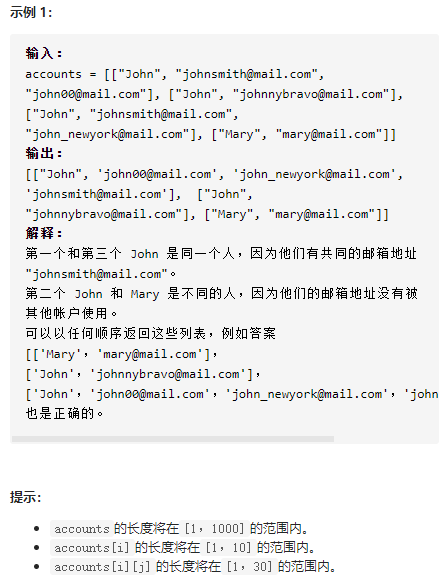 示例 1：
输入：
accounts = [["John", "johnsmith@mail.com",
"john00@mail.com"], ["John", "johnnybravo@mail.com"],
["John", "johnsmith@mail.com",
"john_newyork@mail.com"], ["Mary", "mary@mail.com"]]
输出：
[["John", 'john00@mail.com', 'john_newyork@mail.com',
'johnsmith@mail.com'],  ["John",
"johnnybravo@mail.com"], ["Mary", "mary@mail.com"]]
解释：
第一个和第三个 John 是同一个人，因为他们有共同的邮箱地址
"johnsmith@mail.com"。
第二个 John 和 Mary 是不同的人，因为他们的邮箱地址没有被
其他帐户使用。
可以以任何顺序返回这些列表，例如答案
[['Mary'，'mary@mail.com']，
['John'，'johnnybravo@mail.com']，
['John'，'john00@mail.com'，'john_newyork@mail.com'，'john
也是正确的。
提示：
accounts 的长度将在 [1，1000] 的范围内。
accounts[i] 的长度将在 [1，10] 的范围内。
accounts[i][j] 的长度将在 [1，30] 的范围内。